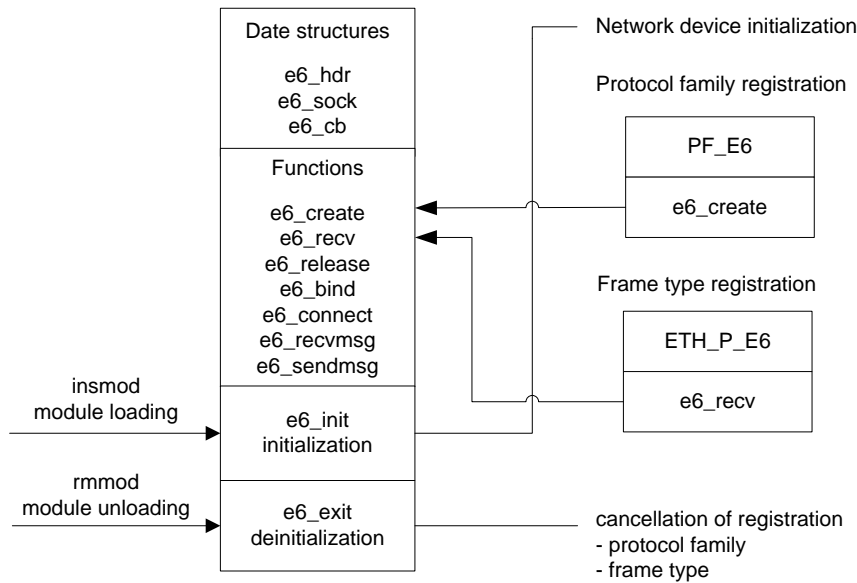 Date structures
e6_hdr
e6_sock
e6_cb
Functions
e6_create
e6_recv
e6_release
e6_bind
e6_connect
e6_recvmsg
e6_sendmsg
insmod
module loading
e6_init
initialization
rmmod
module unloading
e6_exit
deinitialization
Network device initialization
Protocol family registration
PF_E6
e6_create
Frame type registration
ETH_P_E6
e6_recv
cancellation of registration
- protocol family
- frame type